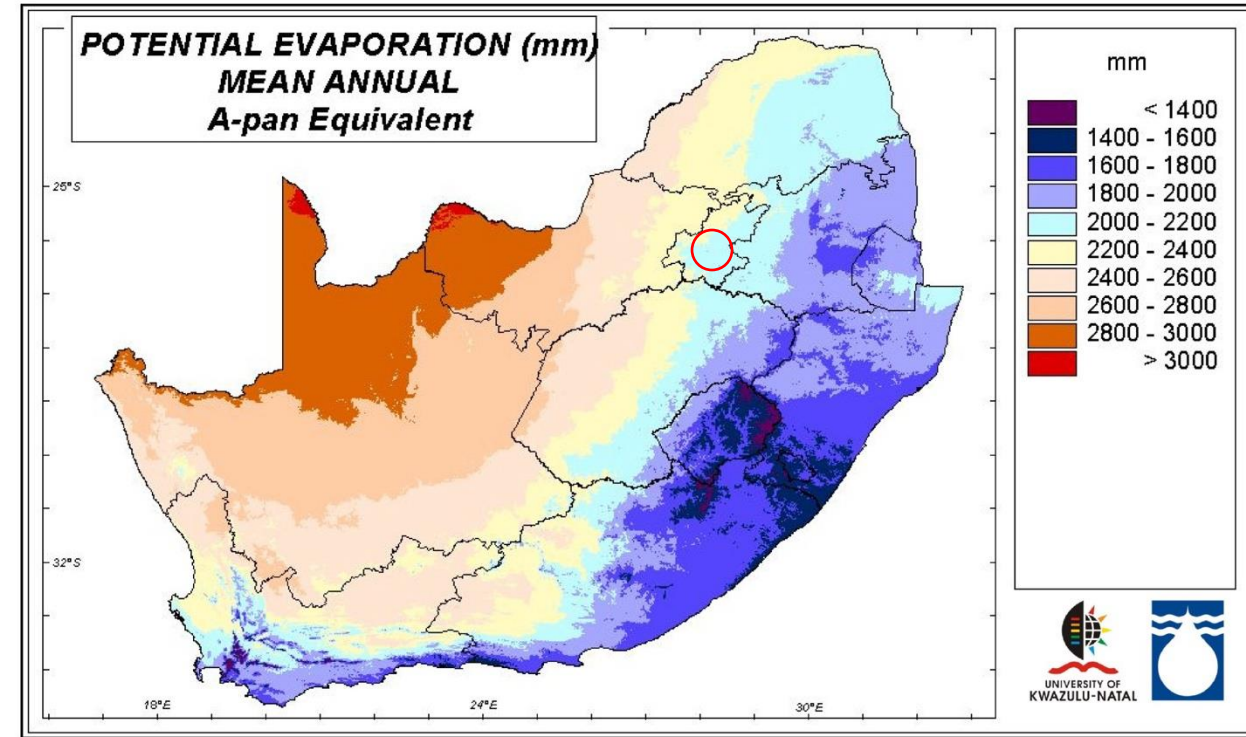 POTENTIAL EVAPORATION (mm)
MEAN ANNUAL
A-pan Equivalent
mm
< 1400
1400 - 1600
1600 - 1800
1800 - 2000
2000 - 2200
2200 - 2400
2400 - 2600
2600 - 2800
2800 - 3000
> 3000
25°S
32°S
18°E
24°E
30°E
UNIVERSITY OF
KWAZULU-NATAL